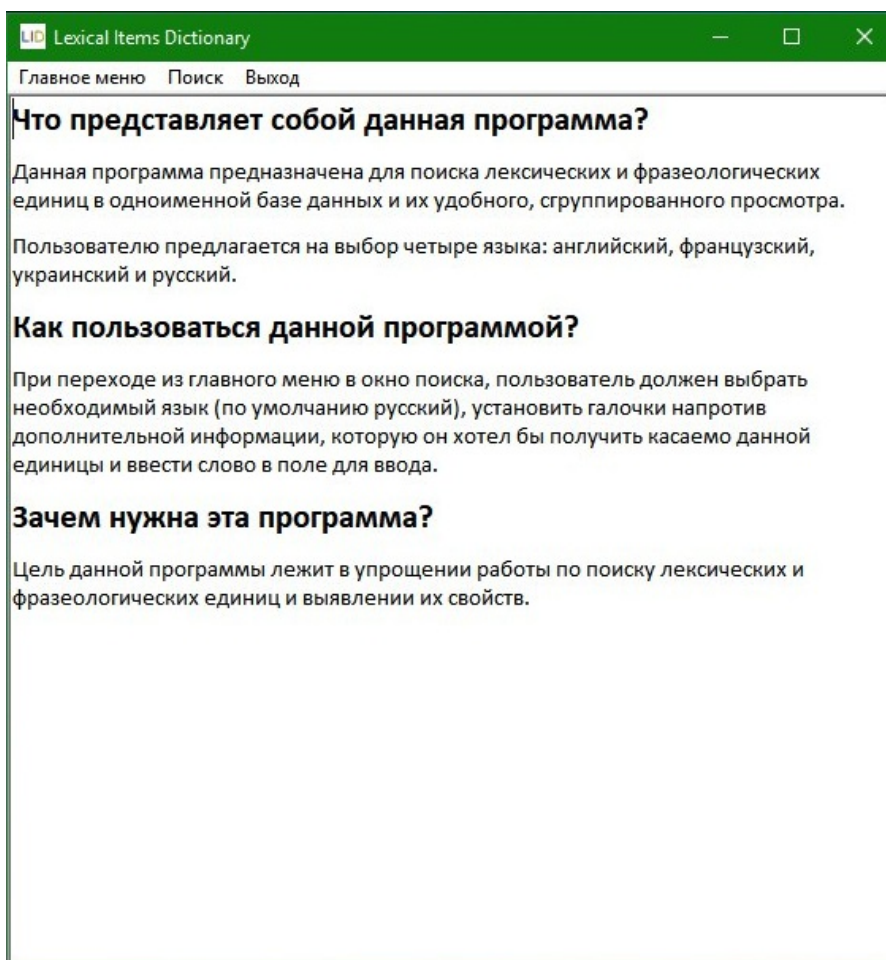 LID Lexical Items Dictionary
Главное меню Поиск Выход
Что представляет собой данная программа?
Данная программа предназначена для поиска лексических и фразеологических
единиц в одноименной базе данных и их удобного, сгруппированного просмотра.
Пользователю предлагается на выбор четыре языка: английский, французский,
украинский и русский.
Как пользоваться данной программой?
При переходе из главного меню в окно поиска, пользователь должен выбрать
необходимый язык (по умолчанию русский), установить галочки напротив
дополнительной информации, которую он хотел бы получить касаемо данной
единицы и ввести слово в поле для ввода.
Зачем нужна эта программа?
Цель данной программы лежит в упрощении работы по поиску лексических и
фразеологических единиц и выявлении их свойств.